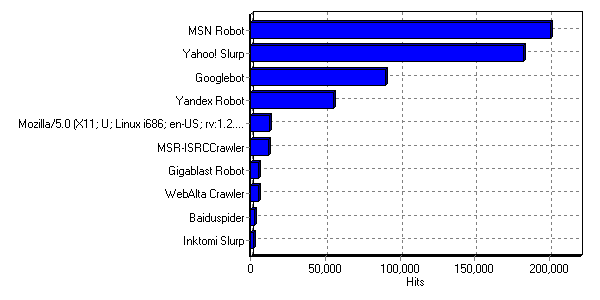 MSN Robot
Yahoo! Slurp
Googlebot
Yandex Robot
Mozilla/5.0 (X11; U; Linux i686; en-US; rv:1.2....
MSR-ISRCCrawler
Gigablast Robot
WebAlta Crawler
Baiduspider
Inktomi Slurp
0 50,000 100,000 150,000 200,000
Hits